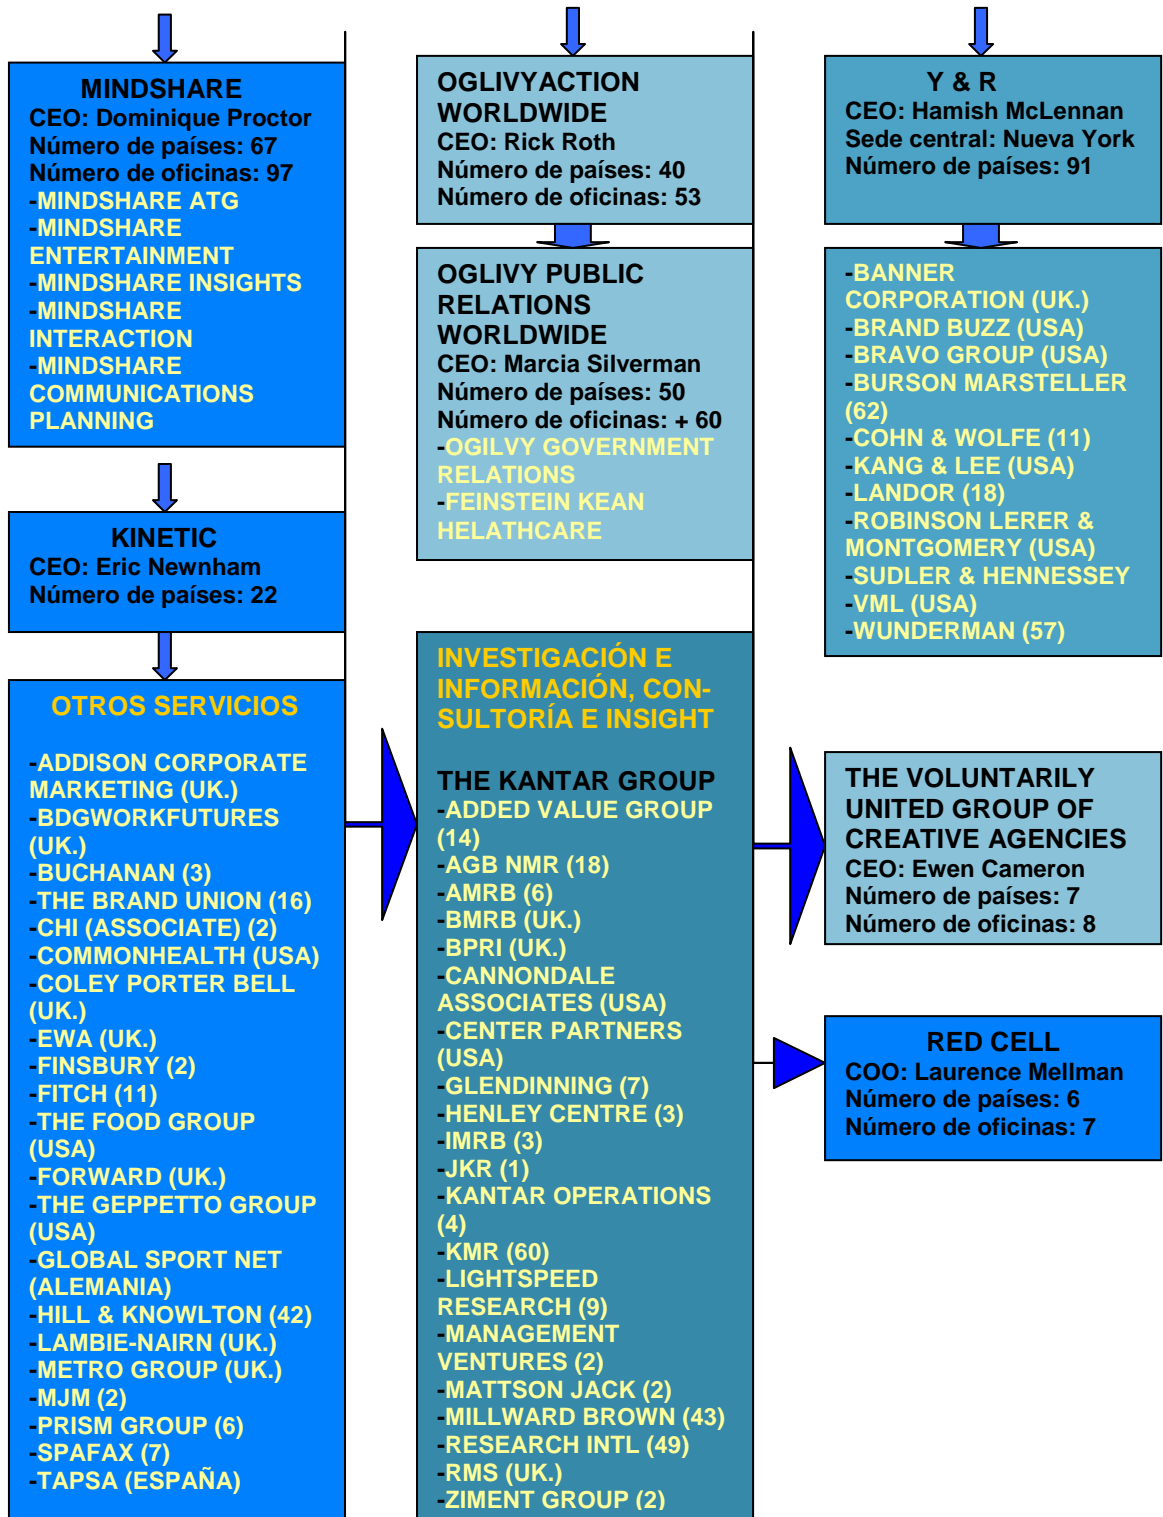 MINDSHARE
CEO: Dominique Proctor
Número de países: 67
Número de oficinas: 97
-MINDSHARE ATG
-MINDSHARE
ENTERTAINMENT
-MINDSHARE INSIGHTS
-MINDSHARE
INTERACTION
-MINDSHARE
COMMUNICATIONS
PLANNING
KINETIC
CEO: Eric Newnham
Número de países: 22
OTROS SERVICIOS
-ADDISON CORPORATE
MARKETING (UK.)
-BDGWORKFUTURES
(UK.)
-BUCHANAN (3)
-THE BRAND UNION (16)
-CHI (ASSOCIATE) (2)
-COMMONHEALTH (USA)
-COLEY PORTER BELL
(UK.)
-EWA (UK.)
-FINSBURY (2)
-FITCH (11)
-THE FOOD GROUP
(USA)
-FORWARD (UK.)
-THE GEPPETTO GROUP
(USA)
-GLOBAL SPORT NET
(ALEMANIA)
-HILL & KNOWLTON (42)
-LAMBIE-NAIRN (UK.)
-METRO GROUP (UK.)
-MJM (2)
-PRISM GROUP (6)
-SPAFAX (7)
-TAPSA (ESPAÑA)
OGLIVYACTION
WORLDWIDE
CEO: Rick Roth
Número de países: 40
Número de oficinas: 53
OGLIVY PUBLIC
RELATIONS
WORLDWIDE
CEO: Marcia Silverman
Número de países: 50
Número de oficinas: + 60
-OGILVY GOVERNMENT
RELATIONS
-FEINSTEIN KEAN
HELATHCARE
INVESTIGACIÓN E
INFORMACIÓN, CON-
SULTORÍA E INSIGHT
THE KANTAR GROUP
-ADDED VALUE GROUP
(14)
-AGB NMR (18)
-AMRB (6)
-BMRB (UK.)
-BPRI (UK.)
-CANNONDALE
ASSOCIATES (USA)
-CENTER PARTNERS
(USA)
-GLENDINNING (7)
-HENLEY CENTRE (3)
-IMRB (3)
-JKR (1)
-KANTAR OPERATIONS
(4)
-KMR (60)
-LIGHTSPEED
RESEARCH (9)
-MANAGEMENT
VENTURES (2)
-MATTSON JACK (2)
-MILLWARD BROWN (43)
-RESEARCH INTL (49)
-RMS (UK.)
-ZIMENT GROUP (2)
Y & R
CEO: Hamish McLennan
Sede central: Nueva York
Número de países: 91
-BANNER
CORPORATION (UK.)
-BRAND BUZZ (USA)
-BRAVO GROUP (USA)
-BURSON MARSTELLER
(62)
-COHN & WOLFE (11)
-KANG & LEE (USA)
-LANDOR (18)
-ROBINSON LERER &
MONTGOMERY (USA)
-SUDLER & HENNESSEY
-VML (USA)
-WUNDERMAN (57)
THE VOLUNTARILY
UNITED GROUP OF
CREATIVE AGENCIES
CEO: Ewen Cameron
Número de países: 7
Número de oficinas: 8
RED CELL
COO: Laurence Mellman
Número de países: 6
Número de oficinas: 7